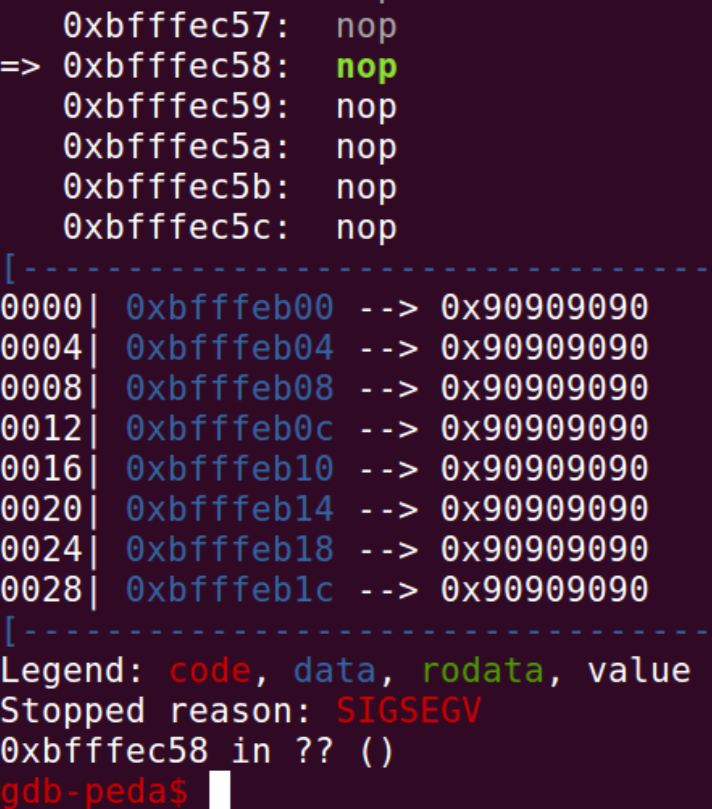 0xbfffec57: nop
=> 0xbfffec58: nop
0xbfffec59: nop
0xbfffec5a: nop
0xbfffec5b: nop
0xbfffec5c: nop
[----------------------------------
0000| 0xbfffeb00 --> 0x90909090
0004| 0xbfffeb04 --> 0x90909090
0008| 0xbfffeb08 --> 0x90909090
0012| 0xbfffeb0c --> 0x90909090
0016| 0xbfffeb10 --> 0x90909090
0020| 0xbfffeb14 --> 0x90909090
0024| 0xbfffeb18 --> 0x90909090
0028| 0xbfffeb1c --> 0x90909090
[----------------------------------
Legend: code, data, rodata, value
Stopped reason: SIGSEGV
0xbfffec58 in ?? ()
gdb-peda$